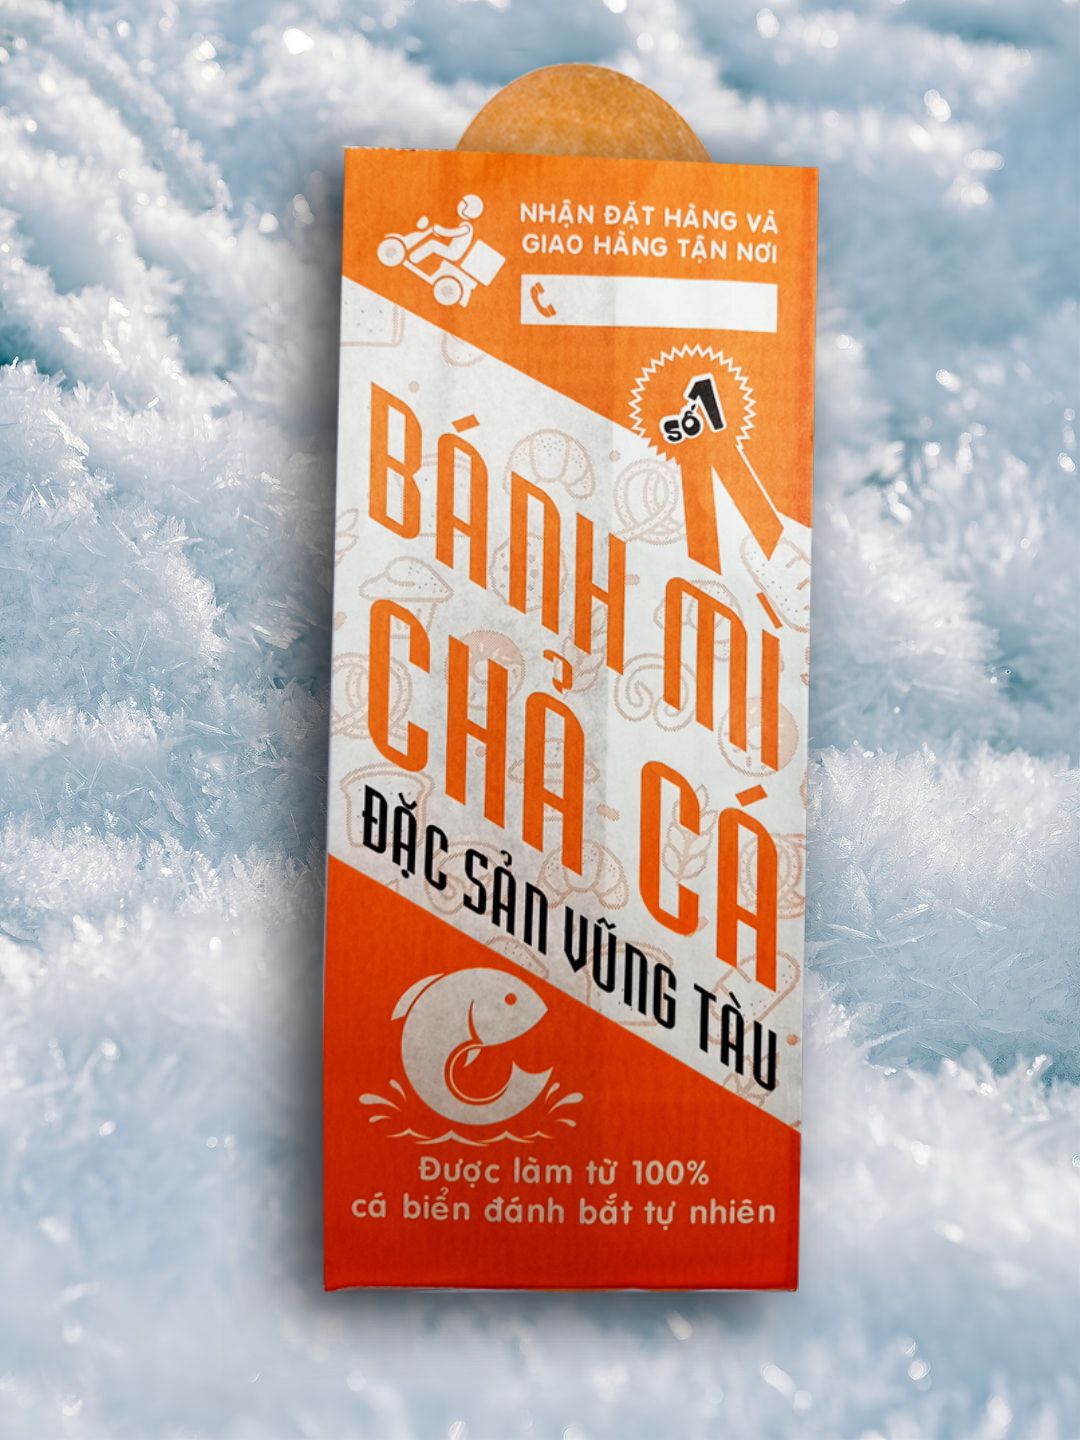 NHẬN ĐẶT HÀNG VÀ
GIAO HÀNG TẬN NƠI
SỐ 1
BÁNH MÌ
CHẢ CÁ
ĐẶC SẢN VŨNG TÀU
Được làm từ 100%
cá biển đánh bắt tự nhiên